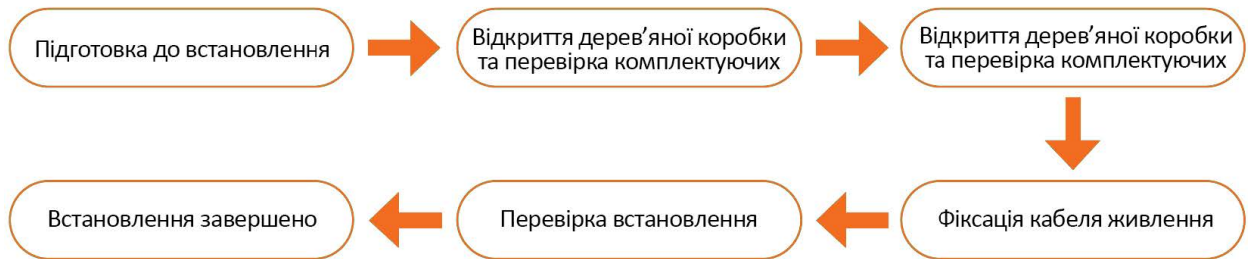 Підготовка до встановлення
Відкриття дерев’яної коробки
та перевірка комплектуючих
Відкриття дерев’яної коробки
та перевірка комплектуючих
Фіксація кабеля живлення
Перевірка встановлення
Встановлення завершено